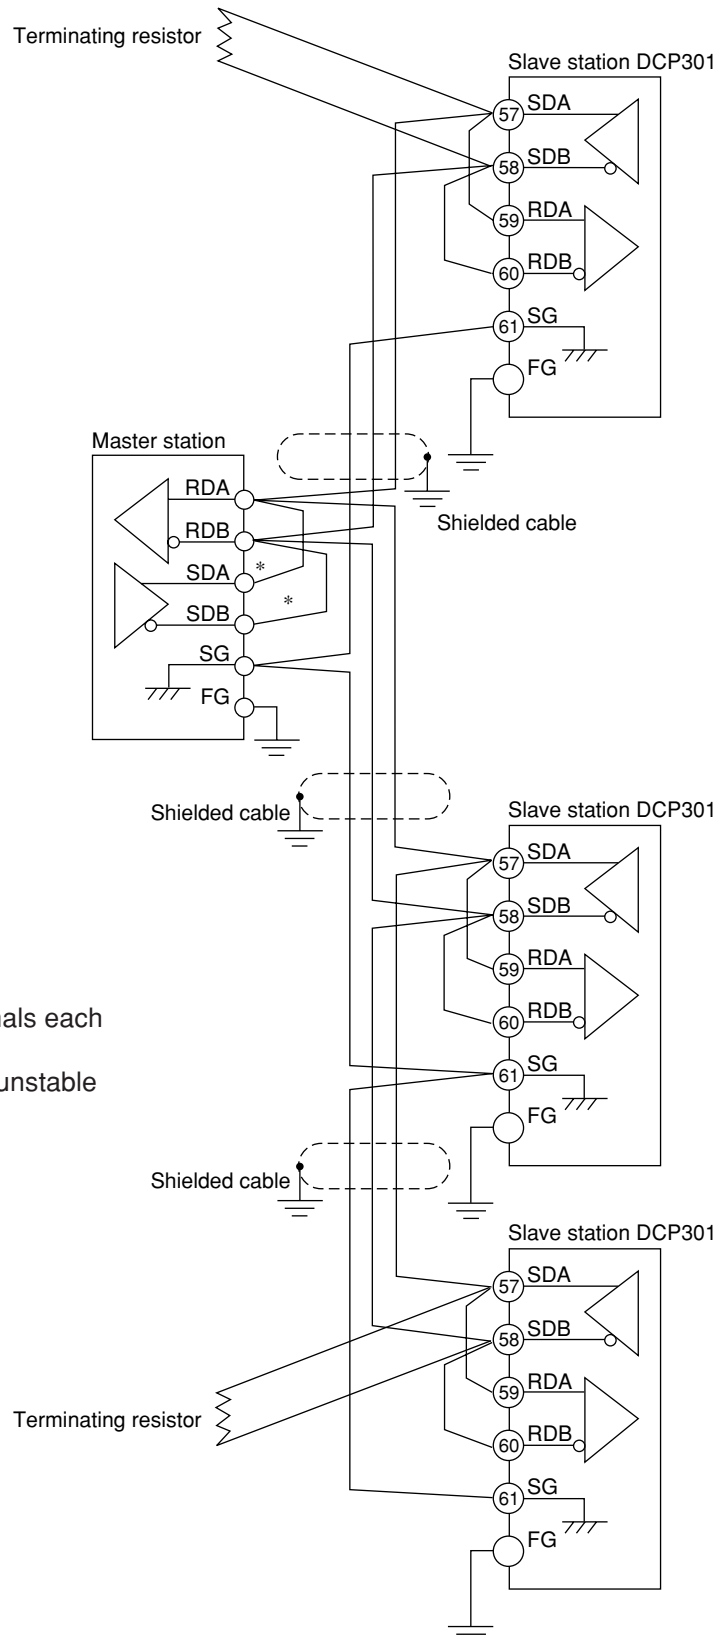 Terminating resistor
Slave station DCP301
57 SDA
58 SDB
59 RDA
60 RDB
61 SG
FG
Master station
RDA
RDB
SDA
*
SDB
*
SG
FG
Shielded cable
Shielded cable
Slave station DCP301
57 SDA
58 SDB
59 RDA
60 RDB
61 SG
FG
nals each
unstable
Shielded cable
Slave station DCP301
57 SDA
58 SDB
59 RDA
60 RDB
61 SG
FG
Terminating resistor